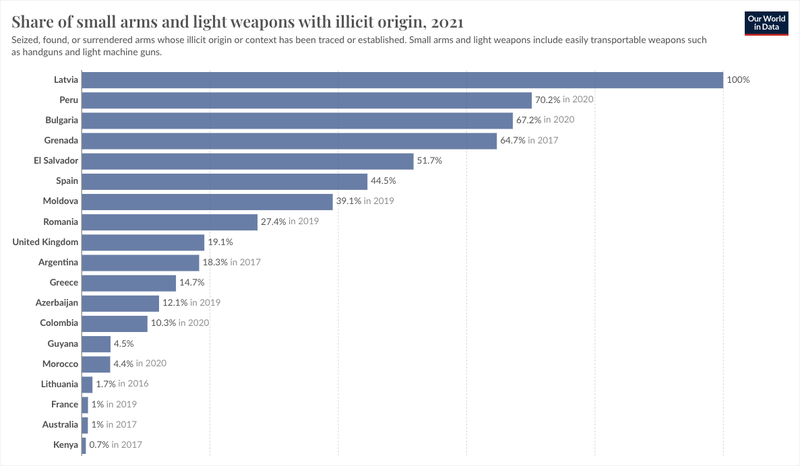 Share of small arms and light weapons with illicit origin, 2021
Our World
in Data
Seized, found, or surrendered arms whose illicit origin or context has been traced or established. Small arms and light weapons include easily transportable weapons such
as handguns and light machine guns.
Latvia 100%
Peru 70.2% in 2020
Bulgaria 67.2% in 2020
Grenada 64.7% in 2017
El Salvador 51.7%
Spain 44.5%
Moldova 39.1% in 2019
Romania 27.4% in 2019
United Kingdom 19.1%
Argentina 18.3% in 2017
Greece 14.7%
Azerbaijan 12.1% in 2019
Colombia 10.3% in 2020
Guyana 4.5%
Morocco 4.4% in 2020
Lithuania 1.7% in 2016
France 1% in 2019
Australia 1% in 2017
Kenya 0.7% in 2017